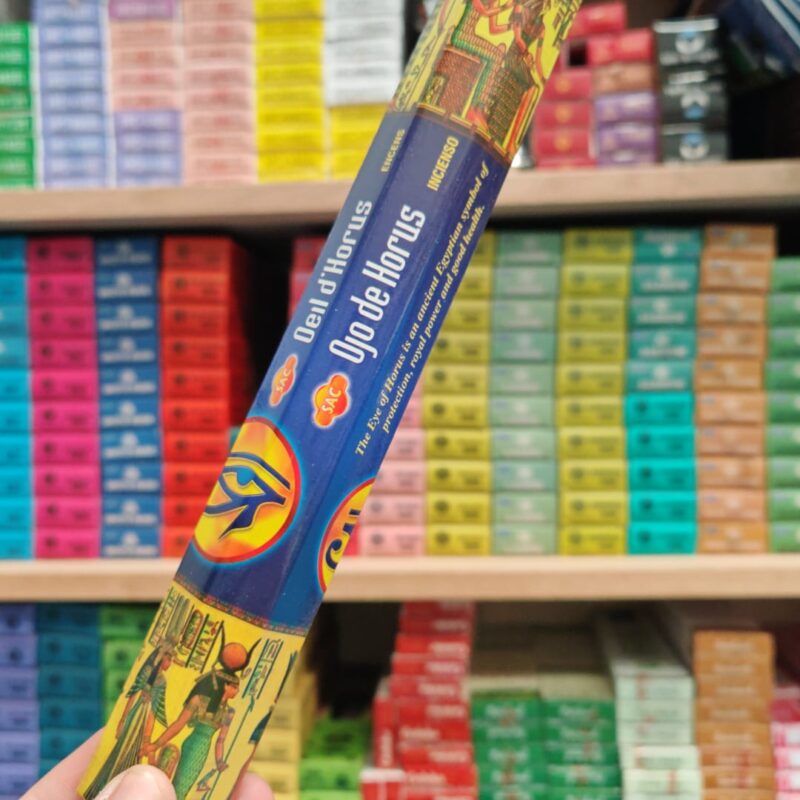 ENCENS
Oeil d'Horus
SAC
INCIENSO
Ojo de Horus
SAC
The Eye of Horus is an ancient Egyptian symbol of
protection, royal power and good health.